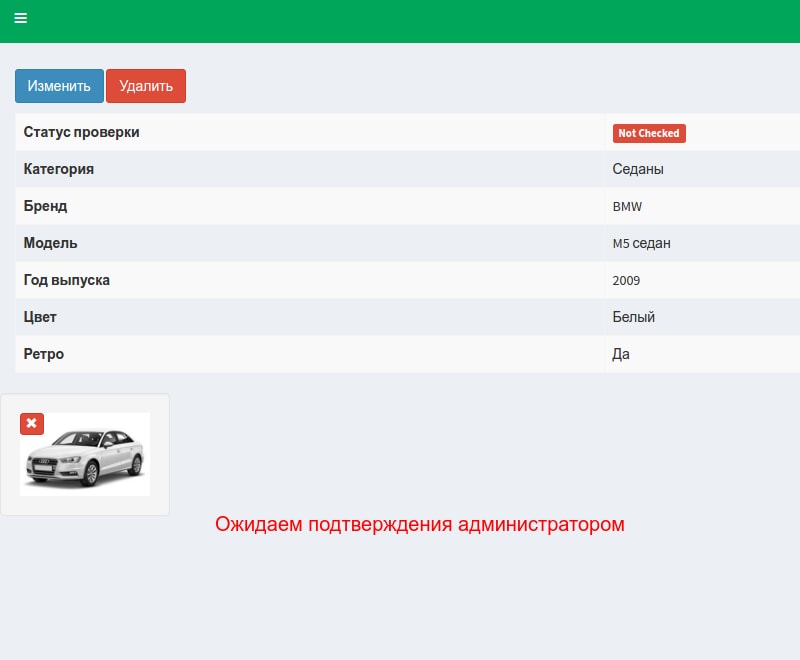 Изменить Удалить
Статус проверки Not Checked
Категория Седаны
Бренд BMW
Модель M5 седан
Год выпуска 2009
Цвет Белый
Ретро Да
Ожидаем подтверждения администратором